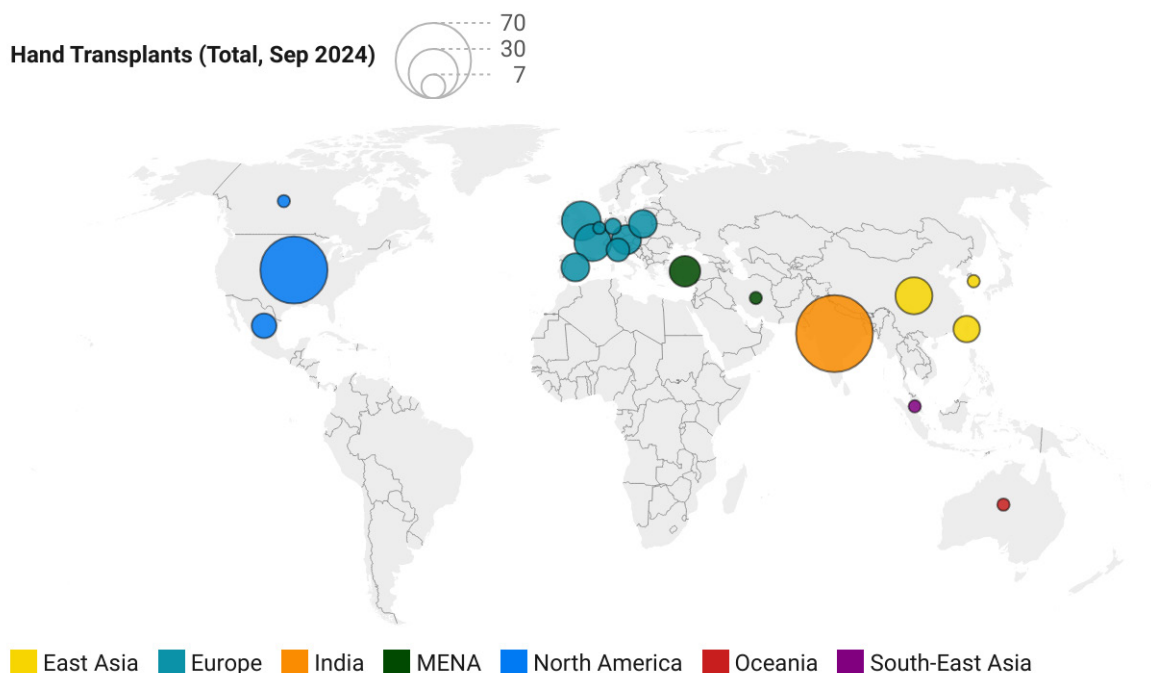 70
Hand Transplants (Total, Sep 2024)
30
7
East Asia Europe India MENA North America Oceania South-East Asia